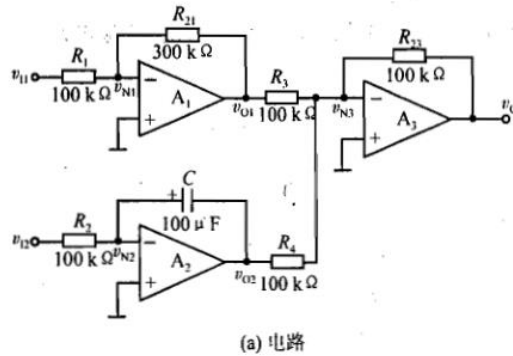 R21
300 kΩ
R1
vI1
100 kΩ
vN1
−
A1
+
vO1
R3
100 kΩ
R23
100 kΩ
vN3
−
A3
+
vO
C
+
100 μF
R2
vI2
100 kΩ
vN2
−
A2
+
vO2
R4
100 kΩ
(a) 电路